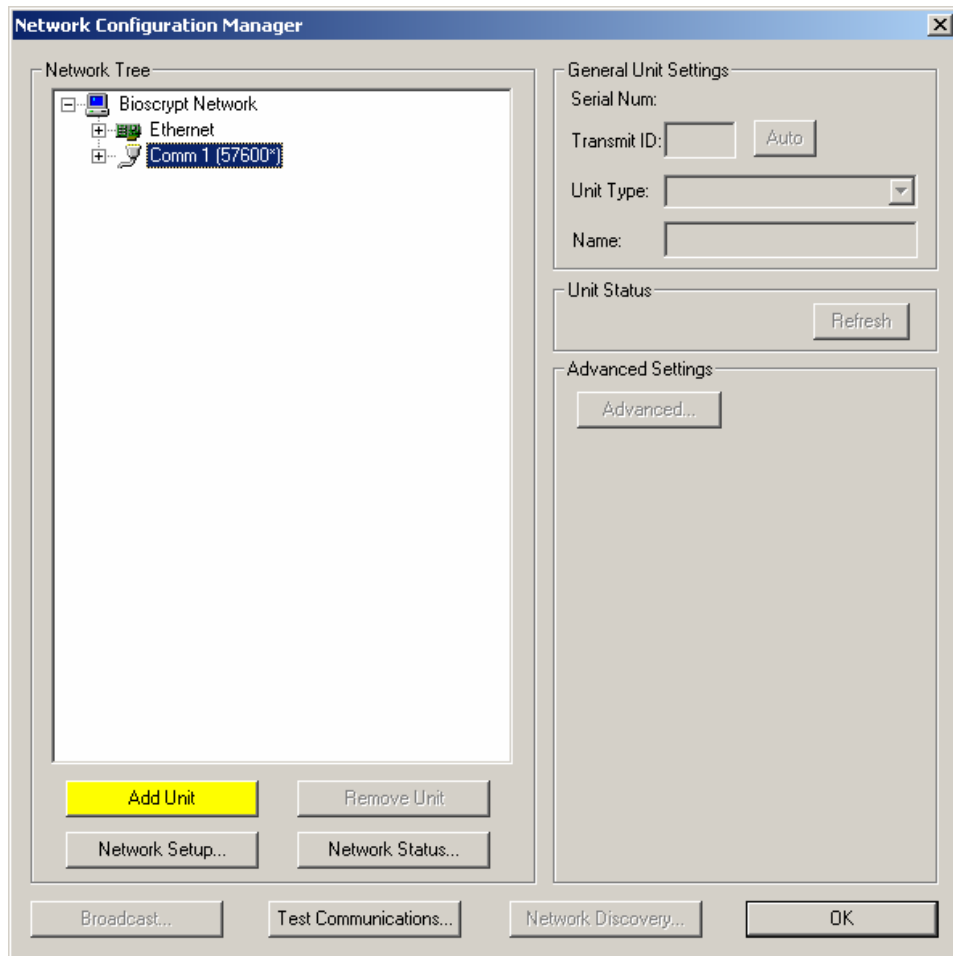 Network Configuration Manager
Network Tree
Bioscrypt Network
Ethernet
Comm 1 (57600*)
Add Unit
Remove Unit
Network Setup...
Network Status...
General Unit Settings
Serial Num:
Transmit ID:
Auto
Unit Type:
Name:
Unit Status
Refresh
Advanced Settings
Advanced...
Broadcast...
Test Communications...
Network Discovery...
OK